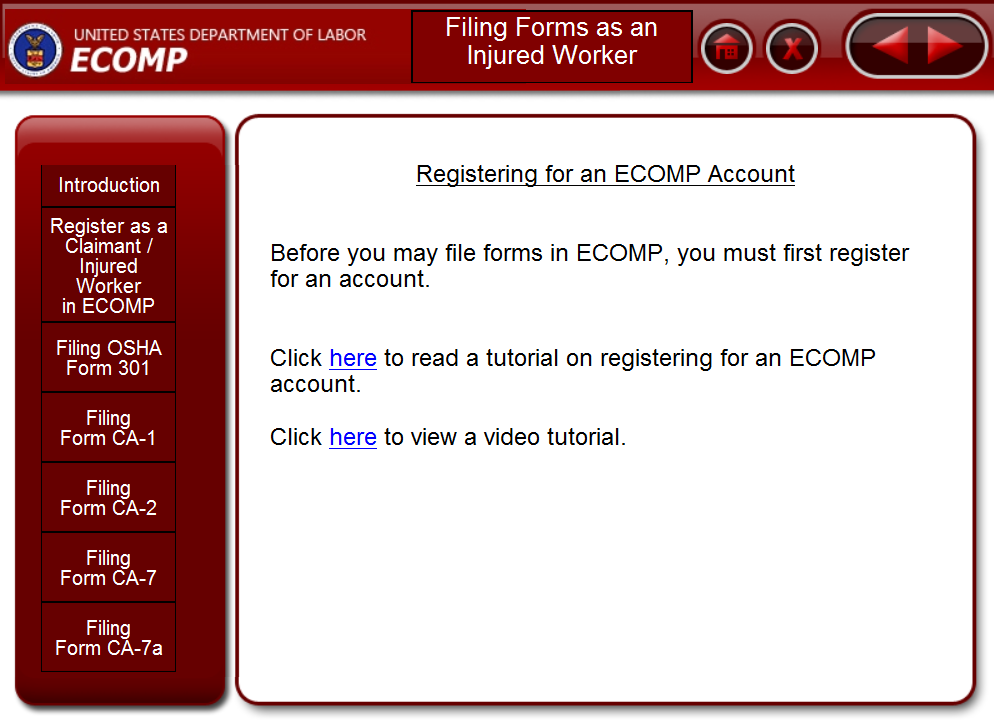 UNITED STATES DEPARTMENT OF LABOR
ECOMP
Filing Forms as an
Injured Worker
X
Introduction
Register as a
Claimant /
Injured
Worker
in ECOMP
Filing OSHA
Form 301
Filing
Form CA-1
Filing
Form CA-2
Filing
Form CA-7
Filing
Form CA-7a
Registering for an ECOMP Account
Before you may file forms in ECOMP, you must first register
for an account.
Click here to read a tutorial on registering for an ECOMP
account.
Click here to view a video tutorial.